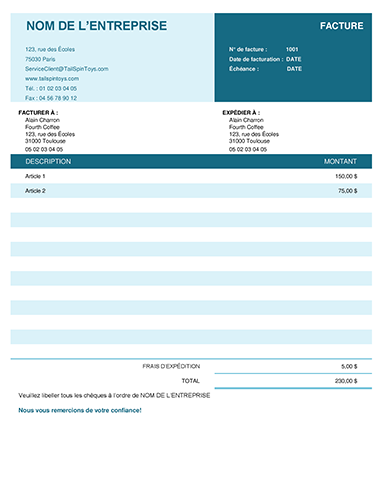 NOM DE L'ENTREPRISE
FACTURE
123, rue des Écoles
75030 Paris
ServiceClient@TailSpinToys.com
www.tailspintoys.com
Tél. : 01 02 03 04 05
Fax : 04 56 78 90 12
N° de facture : 1001
Date de facturation : DATE
Échéance : DATE
FACTURER À :
Alain Charron
Fourth Coffee
123, rue des Écoles
31000 Toulouse
05 02 03 04 05
EXPÉDIER À :
Alain Charron
Fourth Coffee
123, rue des Écoles
31000 Toulouse
05 02 03 04 05
DESCRIPTION MONTANT
Article 1 150,00 $
Article 2 75,00 $
FRAIS D'EXPÉDITION 5,00 $
TOTAL 230,00 $
Veuillez libeller tous les chèques à l'ordre de NOM DE L'ENTREPRISE
Nous vous remercions de votre confiance!